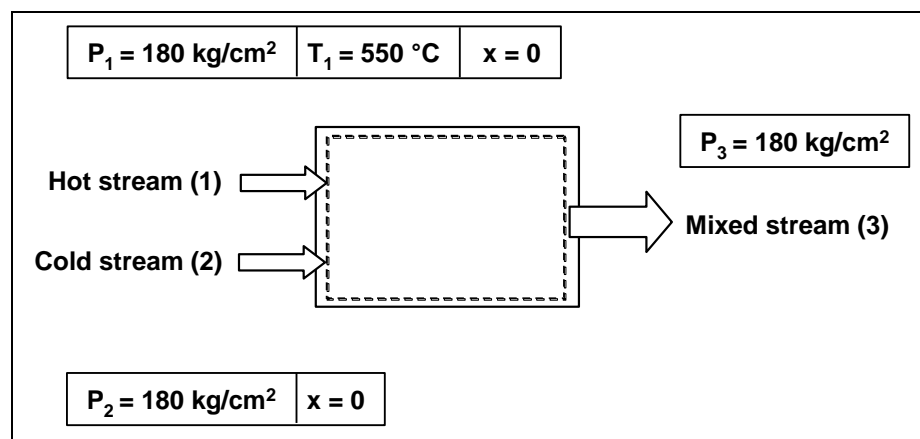 P₁ = 180 kg/cm² T₁ = 550 °C x = 0
P₃ = 180 kg/cm²
Hot stream (1)
Mixed stream (3)
Cold stream (2)
P₂ = 180 kg/cm² x = 0